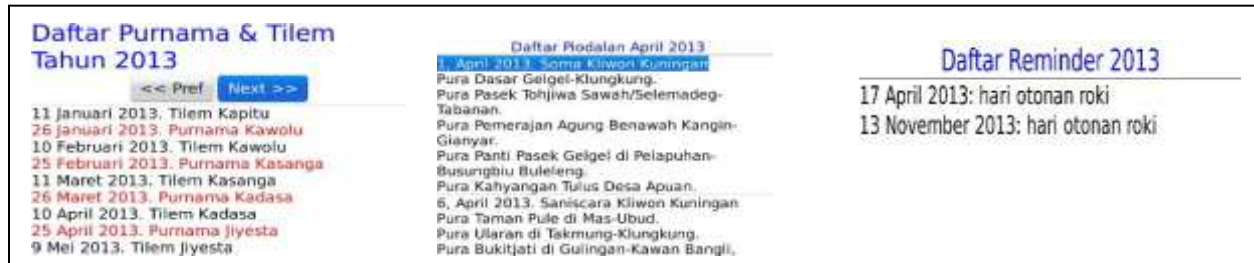 Daftar Purnama & Tilem
Tahun 2013
<< Pref
Next >>
11 Januari 2013. Tilem Kapitu
26 Januari 2013. Purnama Kawolu
10 Februari 2013. Tilem Kawolu
25 Februari 2013. Purnama Kasanga
11 Maret 2013. Tilem Kasanga
26 Maret 2013. Purnama Kadasa
10 April 2013. Tilem Kadasa
25 April 2013. Purnama Jiyesta
9 Mei 2013. Tilem Jiyesta
Daftar Piodalan April 2013
1, April 2013. Soma Kliwon Kuningan
Pura Dasar Gelgel-Klungkung.
Pura Pasek Tohjiwa Sawah/Selemadeg-
Tabanan.
Pura Pemerajan Agung Benawah Kangin-
Gianyar.
Pura Panti Pasek Gelgel di Pelapuhan-
Busungbiu Buleleng.
Pura Kahyangan Tulus Desa Apuan.
6, April 2013. Saniscara Kliwon Kuningan
Pura Taman Pule di Mas-Ubud.
Pura Ularan di Takmung-Klungkung.
Pura Bukitjati di Gulingan-Kawan Bangli,
Daftar Reminder 2013
17 April 2013: hari otonan roki
13 November 2013: hari otonan roki